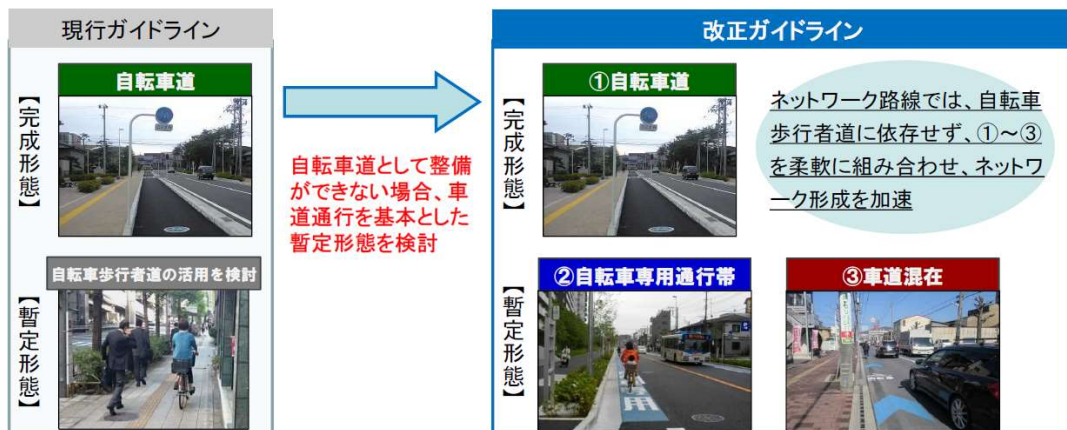 現行ガイドライン
自転車道
【完成形態】
自転車歩行者道の活用を検討
【暫定形態】
自転車道として整備
ができない場合、車
道通行を基本とした
暫定形態を検討
改正ガイドライン
①自転車道
【完成形態】
ネットワーク路線では、自転車
歩行者道に依存せず、①～③
を柔軟に組み合わせ、ネットワ
ーク形成を加速
②自転車専用通行帯
③車道混在
【暫定形態】
用